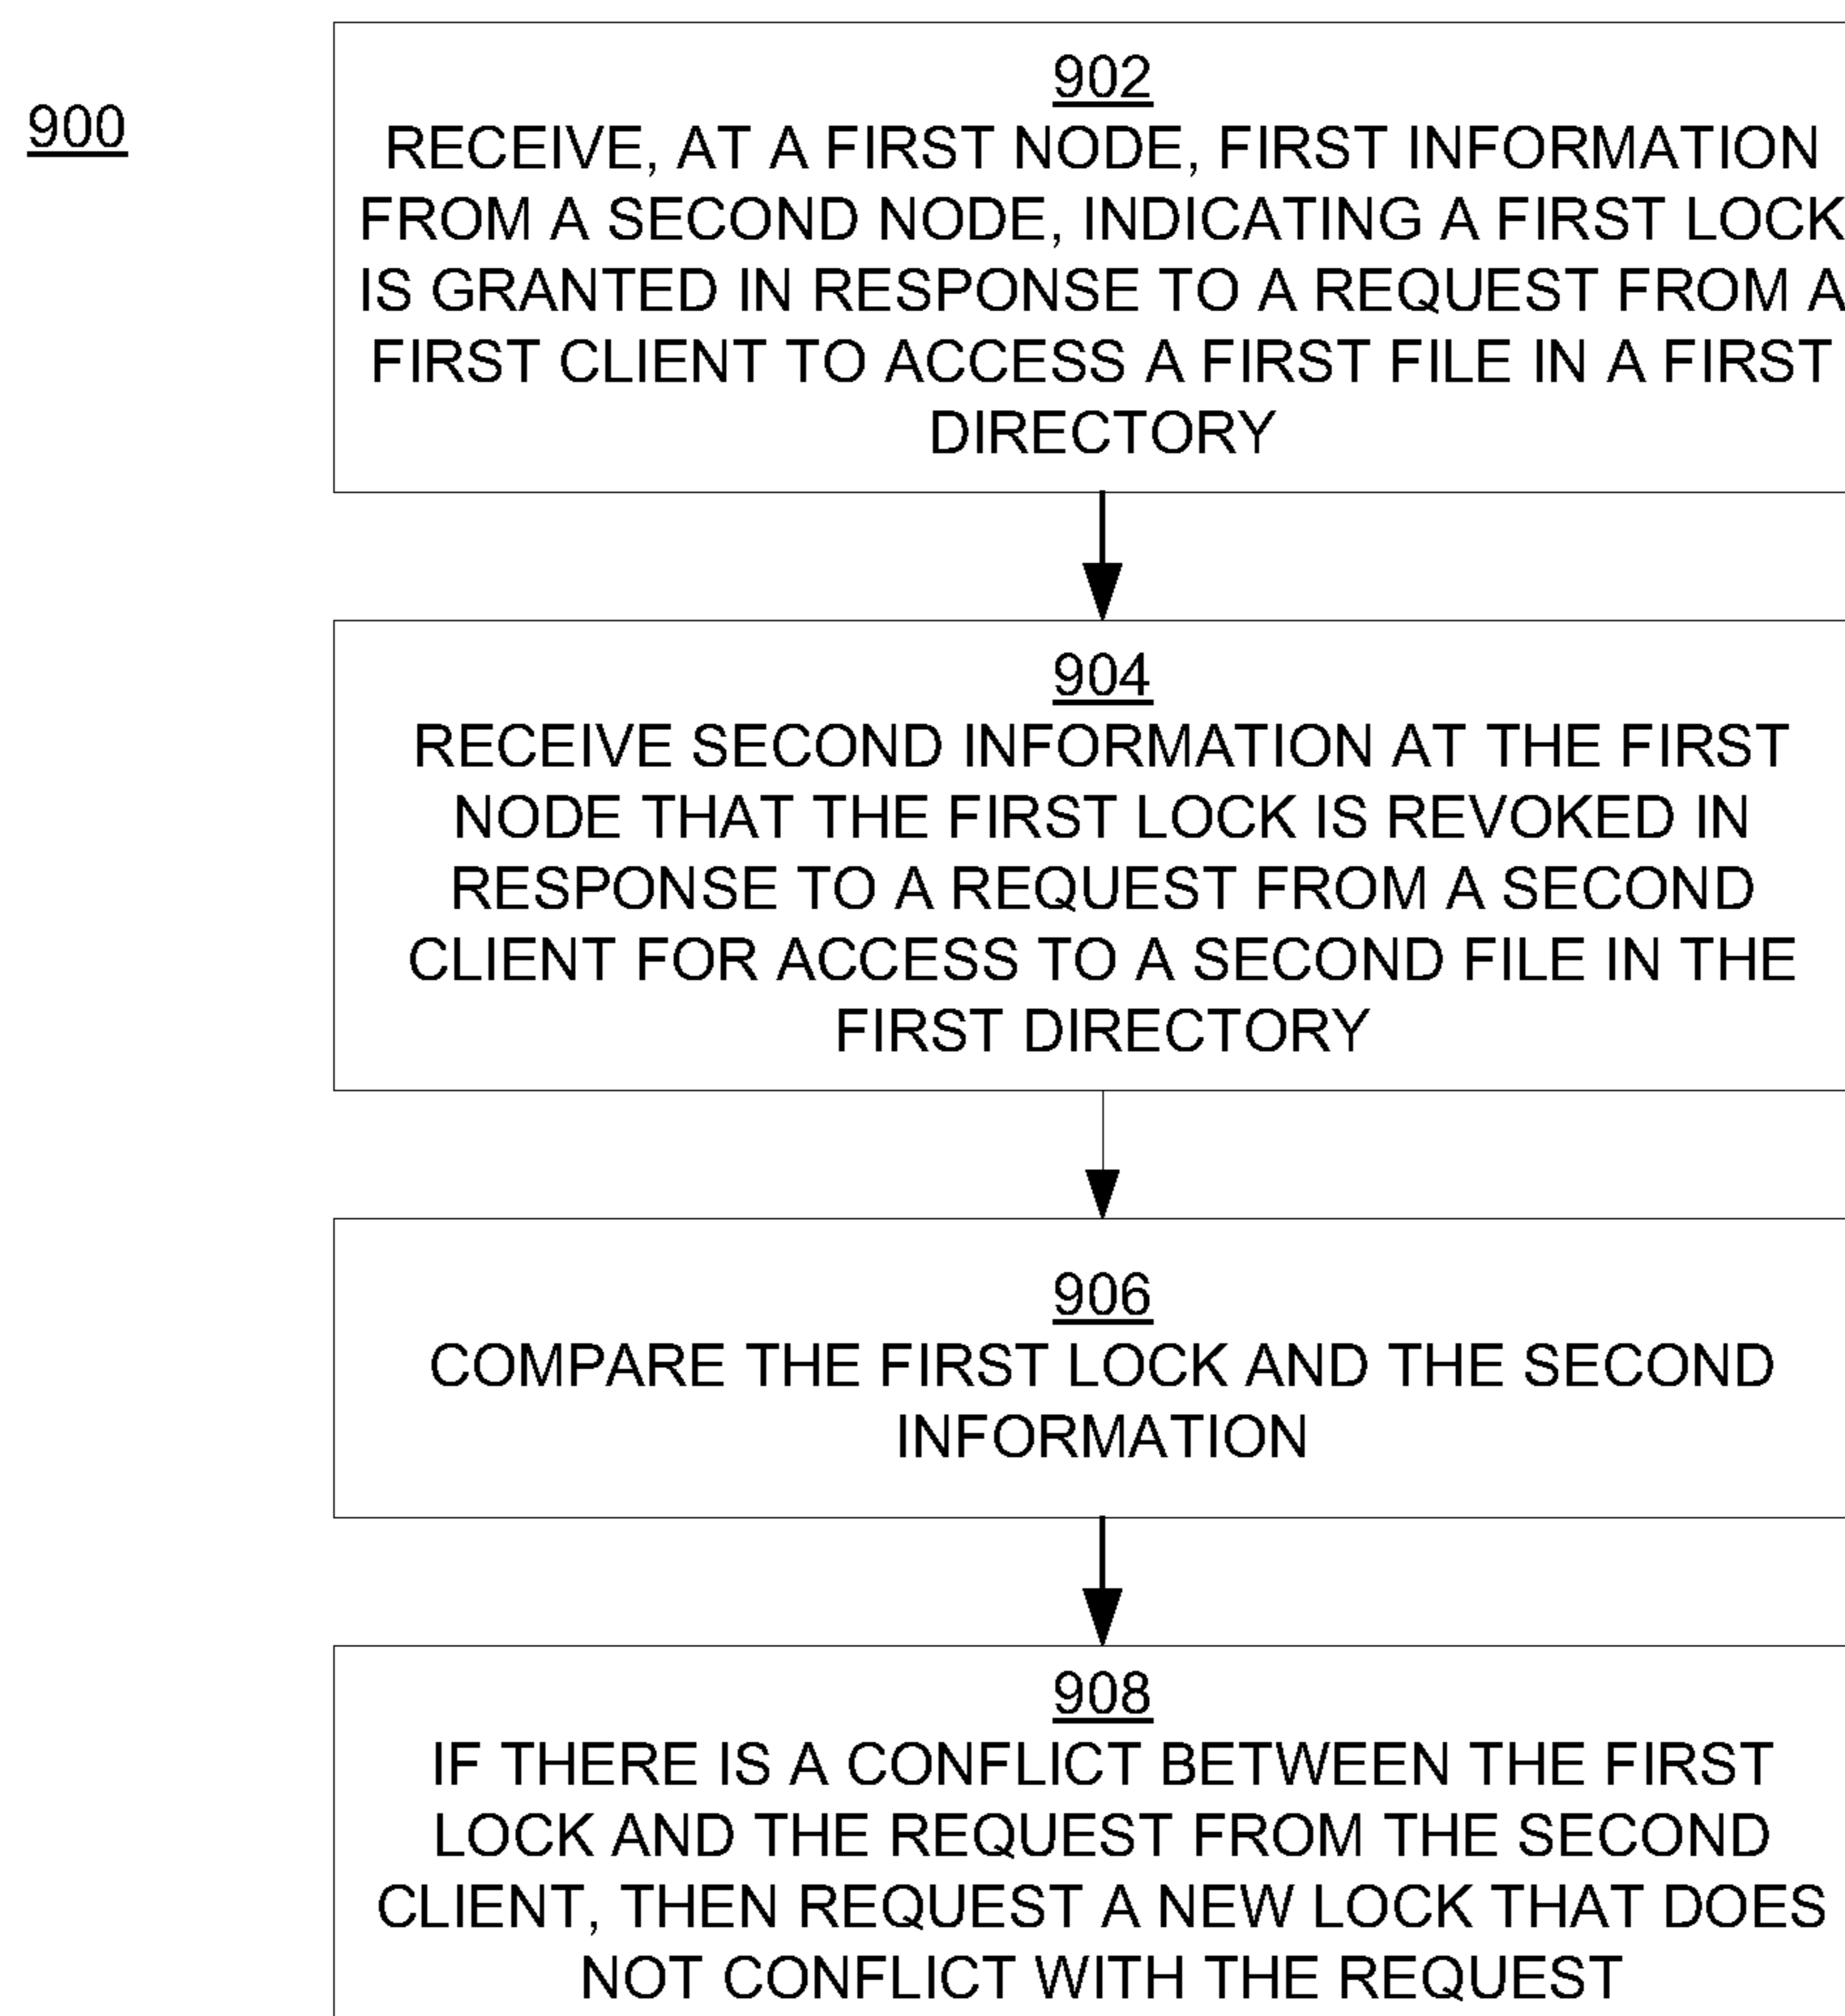 900
902
RECEIVE, AT A FIRST NODE, FIRST INFORMATION
FROM A SECOND NODE, INDICATING A FIRST LOCK
IS GRANTED IN RESPONSE TO A REQUEST FROM A
FIRST CLIENT TO ACCESS A FIRST FILE IN A FIRST
DIRECTORY
904
RECEIVE SECOND INFORMATION AT THE FIRST
NODE THAT THE FIRST LOCK IS REVOKED IN
RESPONSE TO A REQUEST FROM A SECOND
CLIENT FOR ACCESS TO A SECOND FILE IN THE
FIRST DIRECTORY
906
COMPARE THE FIRST LOCK AND THE SECOND
INFORMATION
908
IF THERE IS A CONFLICT BETWEEN THE FIRST
LOCK AND THE REQUEST FROM THE SECOND
CLIENT, THEN REQUEST A NEW LOCK THAT DOES
NOT CONFLICT WITH THE REQUEST